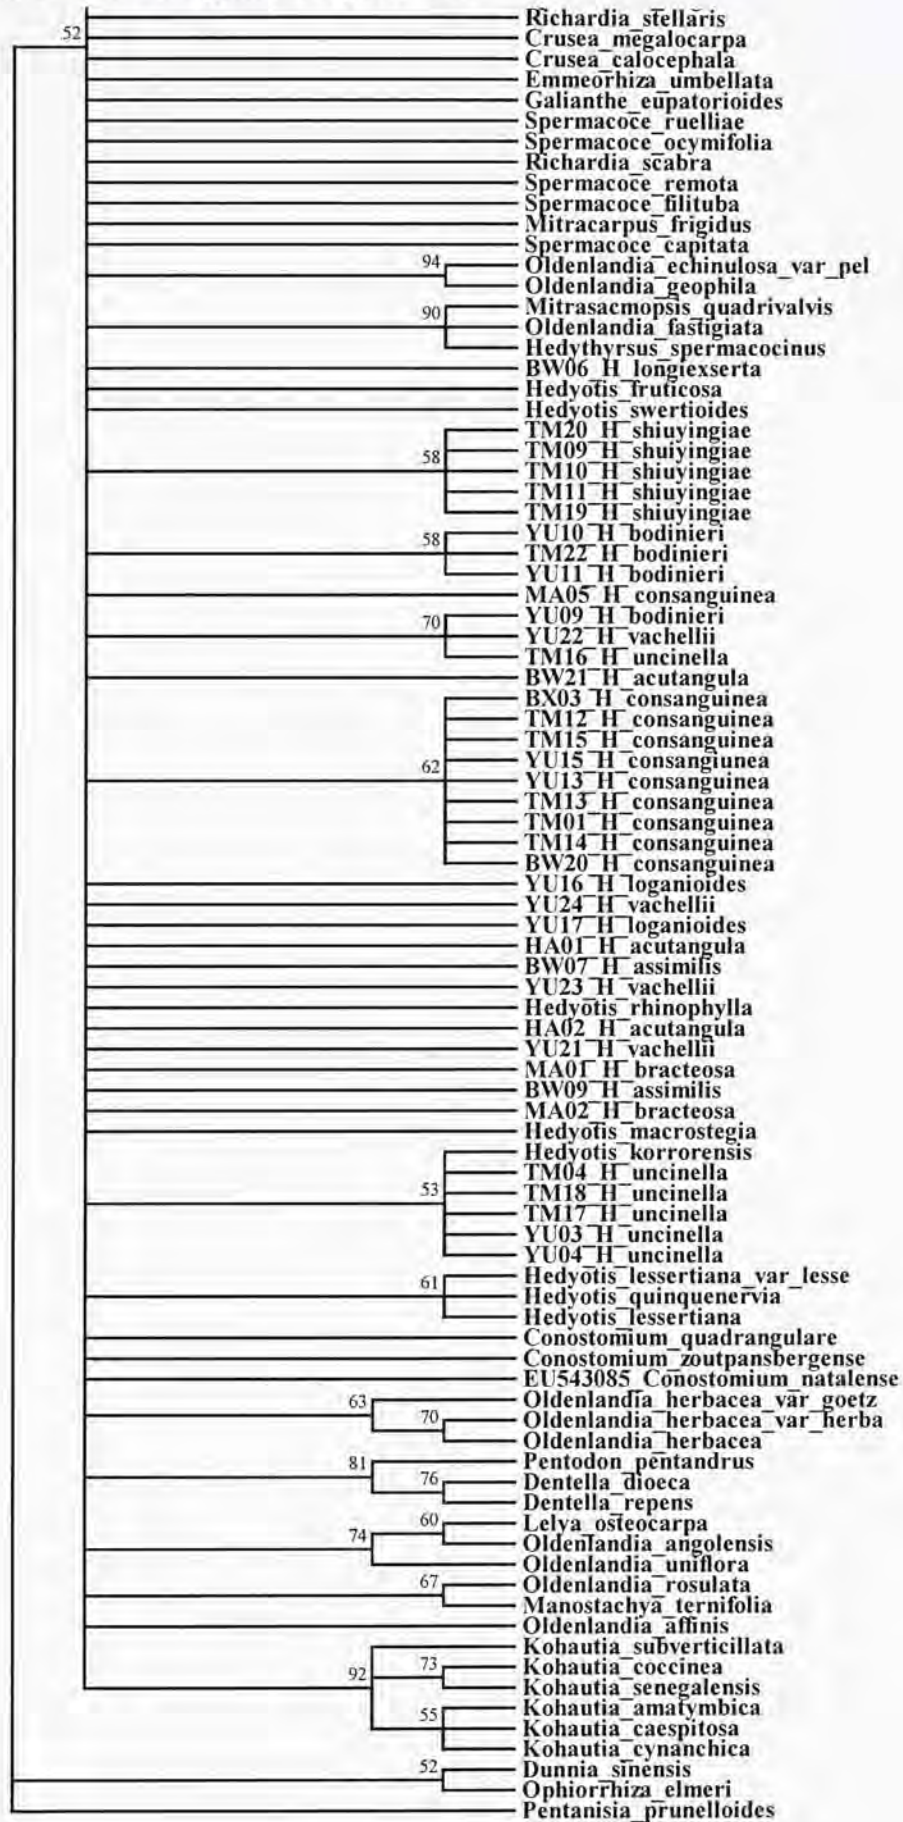 52
Richardia_stellaris
Crusea_megalocarpa
Crusea_calocephala
Emmeorhiza_umbellata
Galianthe_eupatorioides
Spermacoce_ruelliae
Spermacoce_ocymifolia
Richardia_scabra
Spermacoce_remota
Spermacoce_filituba
Mitracarpus_frigidus
Spermacoce_capitata
94
Oldenlandia_echinulosa_var_pel
Oldenlandia_geophila
90
Mitrasacmopsis_quadrivalvis
Oldenlandia_fastigiata
Hedythyrsus_spermacocinus
BW06_H_longiexserta
Hedyotis_fruticosa
Hedyotis_swertioides
58
TM20_H_shiuyingiae
TM09_H_shuiyingiae
TM10_H_shiuyingiae
TM11_H_shiuyingiae
TM19_H_shiuyingiae
58
YU10_H_bodinieri
TM22_H_bodinieri
YU11_H_bodinieri
MA05_H_consanguinea
70
YU09_H_bodinieri
YU22_H_vachellii
TM16_H_uncinella
BW21_H_acutangula
62
BX03_H_consanguinea
TM12_H_consanguinea
TM15_H_consanguinea
YU15_H_consangiunea
YU13_H_consanguinea
TM13_H_consanguinea
TM01_H_consanguinea
TM14_H_consanguinea
BW20_H_consanguinea
YU16_H_loganioides
YU24_H_vachellii
YU17_H_loganioides
HA01_H_acutangula
BW07_H_assimilis
YU23_H_vachellii
Hedyotis_rhinophylla
HA02_H_acutangula
YU21_H_vachellii
MA01_H_bracteosa
BW09_H_assimilis
MA02_H_bracteosa
Hedyotis_macrostegia
53
Hedyotis_korrorensis
TM04_H_uncinella
TM18_H_uncinella
TM17_H_uncinella
YU03_H_uncinella
YU04_H_uncinella
61
Hedyotis_lessertiana_var_lesse
Hedyotis_quinquenervia
Hedyotis_lessertiana
Conostomium_quadrangulare
Conostomium_zoutpansbergense
EU543085_Conostomium_natalense
63
Oldenlandia_herbacea_var_goetz
70
Oldenlandia_herbacea_var_herba
Oldenlandia_herbacea
81
Pentodon_pentandrus
76
Dentella_dioeca
Dentella_repens
74
60
Lelya_osteocarpa
Oldenlandia_angolensis
Oldenlandia_uniflora
67
Oldenlandia_rosulata
Manostachya_ternifolia
Oldenlandia_affinis
92
Kohautia_subverticillata
73
Kohautia_coccinea
Kohautia_senegalensis
55
Kohautia_amatymbica
Kohautia_caespitosa
Kohautia_cynanchica
52
Dunnia_sinensis
Ophiorrhiza_elmeri
Pentanisia_prunelloides